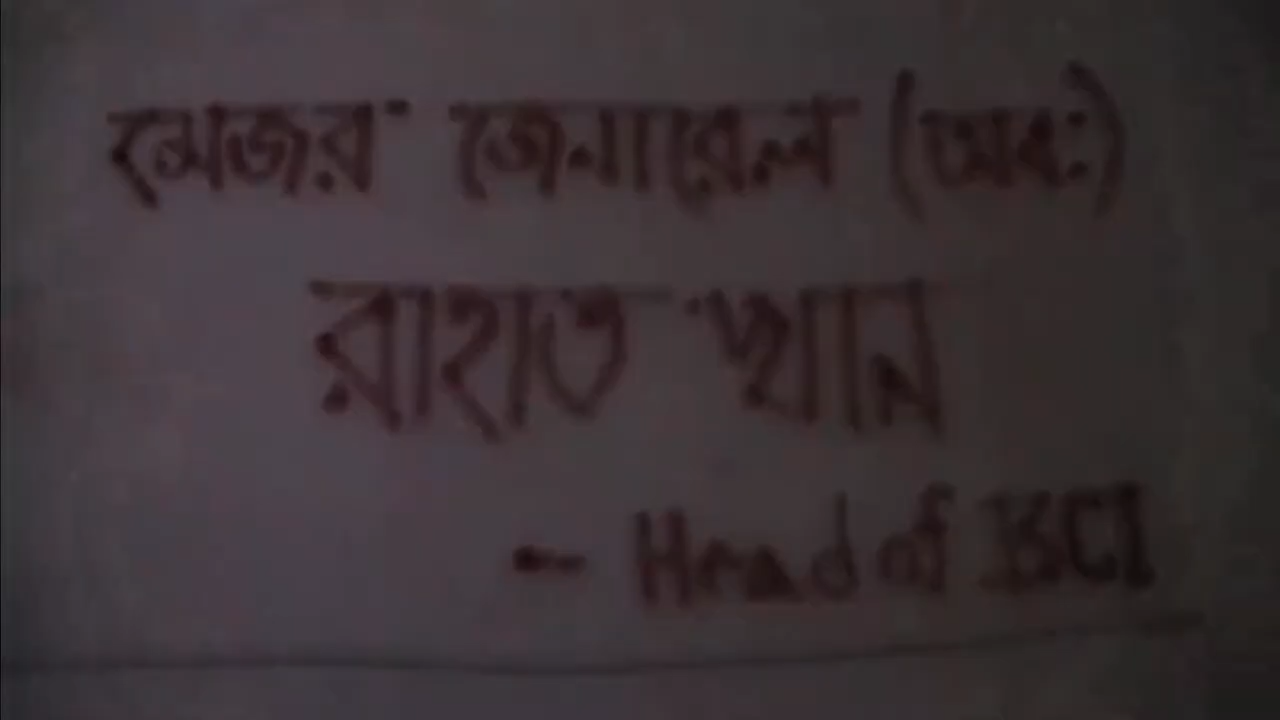 মেজর জেনারেল (অবঃ)
রাহাত খান
- Head of BCI